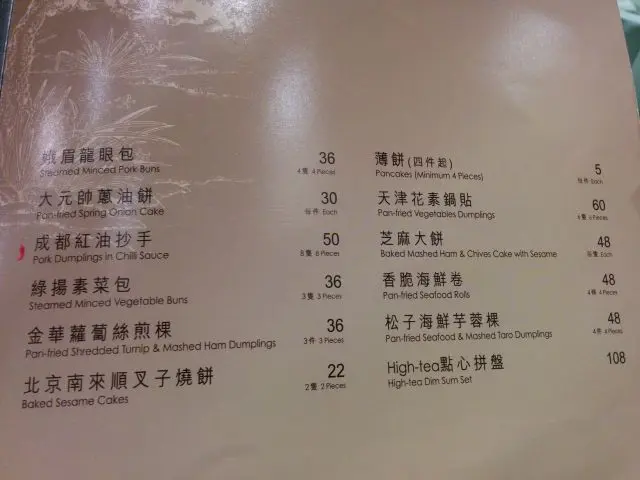 娥眉龍眼包 36
Steamed Minced Pork Buns 4隻 4 Pieces
大元帥蔥油餅 30
Pan-fried Spring Onion Cake 每件 Each
成都紅油抄手 50
Pork Dumplings in Chilli Sauce 8隻 8 Pieces
綠揚素菜包 36
Steamed Minced Vegetable Buns 3隻 3 Pieces
金華蘿蔔絲煎粿 36
Pan-fried Shredded Turnip & Mashed Ham Dumplings 3件 3 Pieces
北京南來順叉子燒餅 22
Baked Sesame Cakes 2隻 2 Pieces
薄餅 (四件起) 5
Pancakes (Minimum 4 Pieces) 每件 Each
天津花素鍋貼 60
Pan-fried Vegetables Dumplings Pieces
芝麻大餅 48
Baked Mashed Ham & Chives Cake with Sesame Each
香脆海鮮卷 48
Pan-fried Seafood Rolls 4 Pieces
松子海鮮芋蓉粿 48
Pan-fried Seafood & Mashed Taro Dumplings 4件 4 Pieces
High-tea點心拼盤 108
High-tea Dim Sum Set